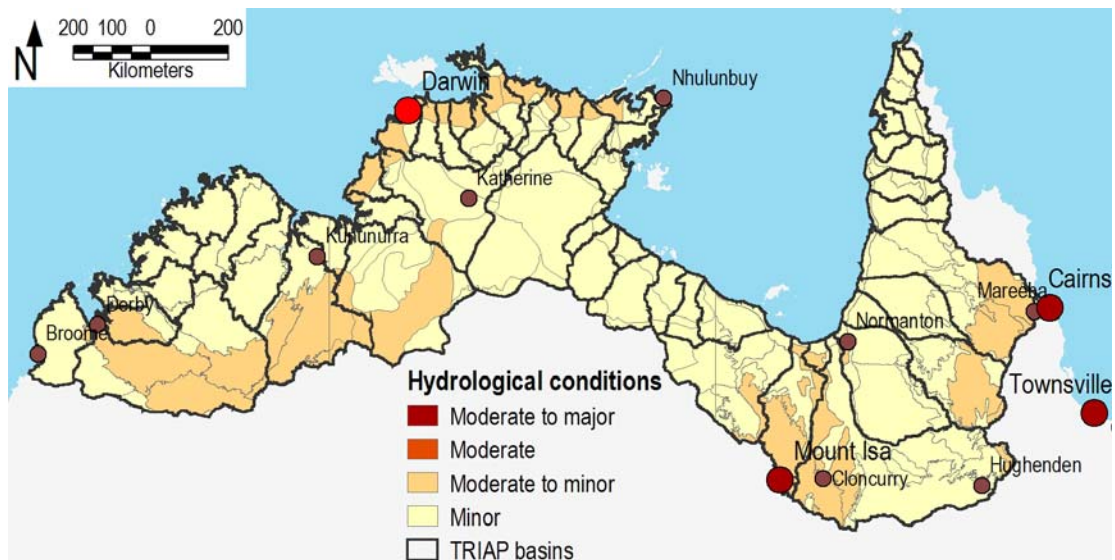 200 100 0 200
Kilometers
N
Darwin
Nhulunbuy
Katherine
Kununurra
Derby
Broome
Mareeba
Cairns
Normanton
Townsville
Mount Isa
Cloncurry
Hughenden
Hydrological conditions
Moderate to major
Moderate
Moderate to minor
Minor
TRIAP basins